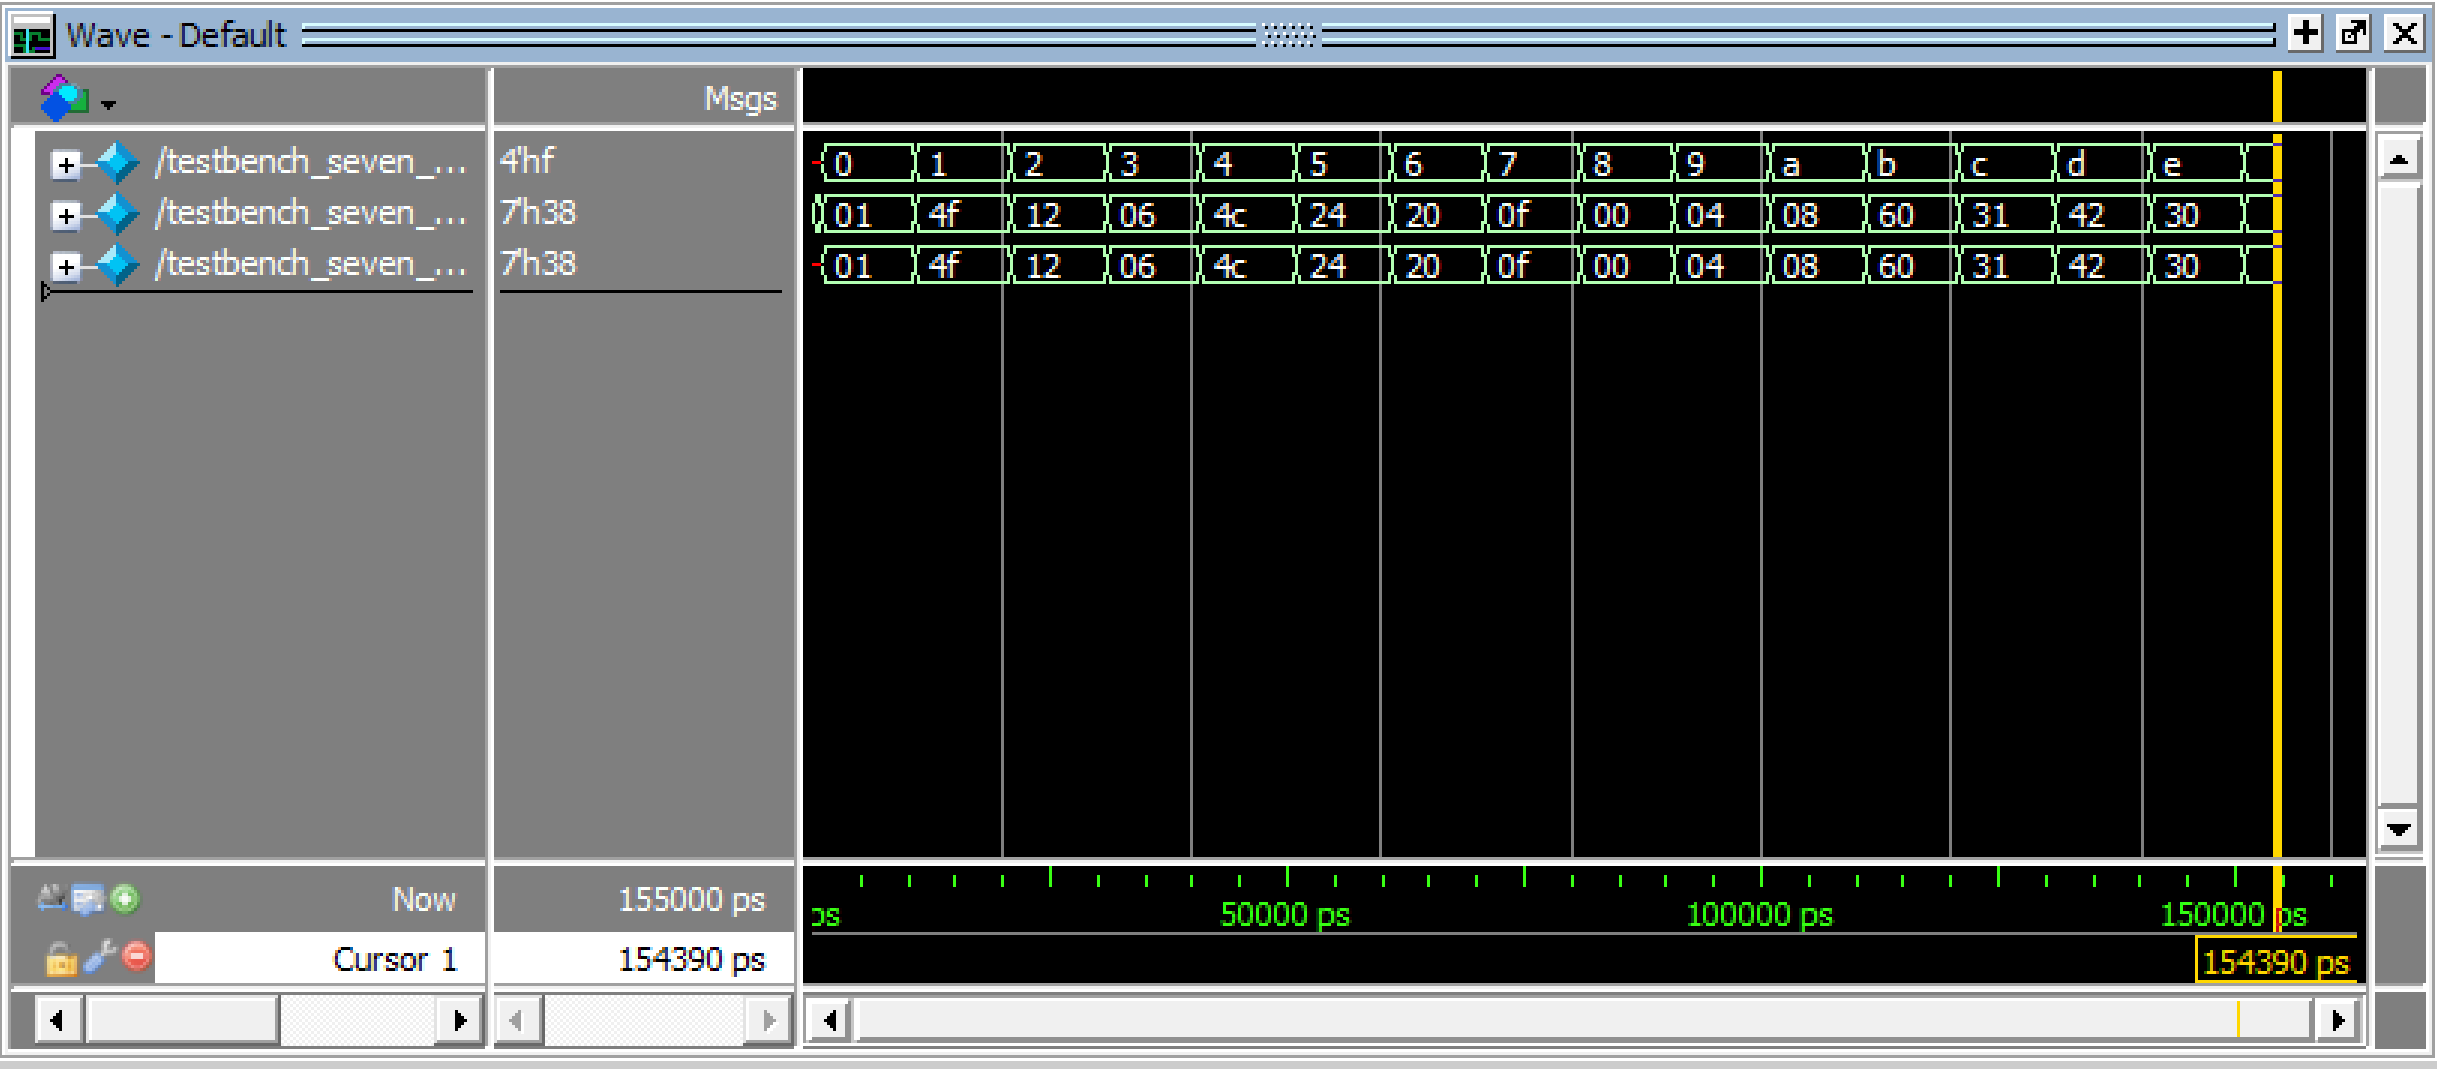 Wave - Default
Msgs
/testbench_seven_... 4'hf 0 1 2 3 4 5 6 7 8 9 a b c d e
/testbench_seven_... 7'h38 01 4f 12 06 4c 24 20 0f 00 04 08 60 31 42 30
/testbench_seven_... 7'h38 01 4f 12 06 4c 24 20 0f 00 04 08 60 31 42 30
Now 155000 ps ps 50000 ps 100000 ps 150000 ps
Cursor 1 154390 ps 154390 ps